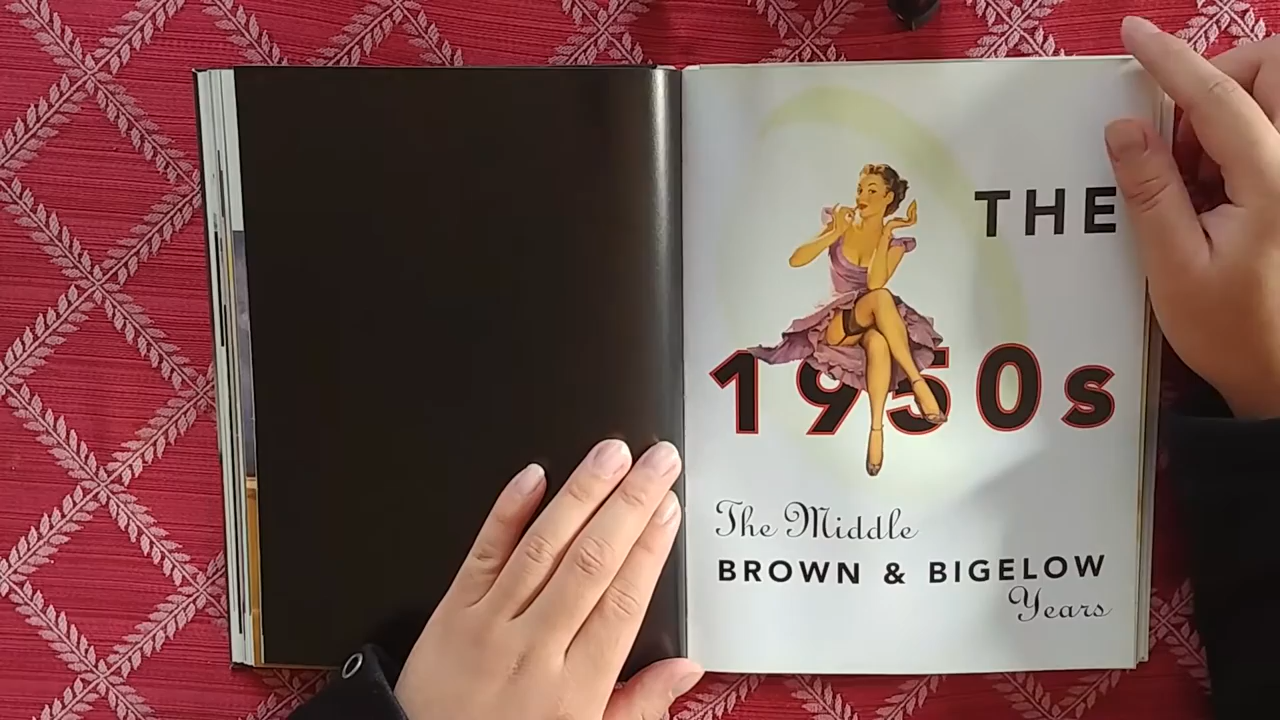 THE
1950s
The Middle
BROWN & BIGELOW
Years